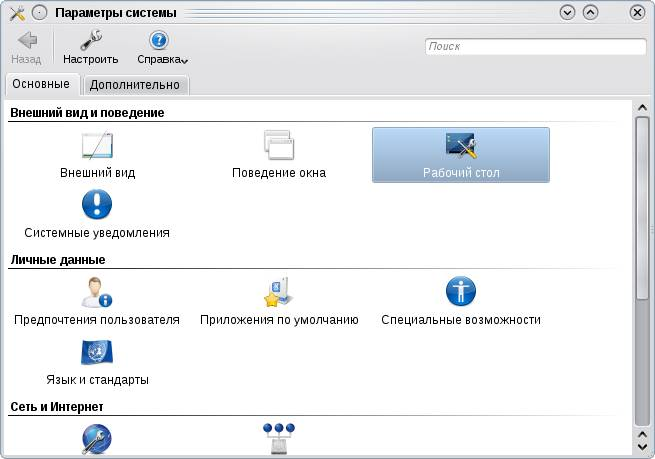 Параметры системы
Назад
Настроить
Справка
Поиск
Основные
Дополнительно
Внешний вид и поведение
Внешний вид
Поведение окна
Рабочий стол
Системные уведомления
Личные данные
Предпочтения пользователя
Приложения по умолчанию
Специальные возможности
Язык и стандарты
Сеть и Интернет